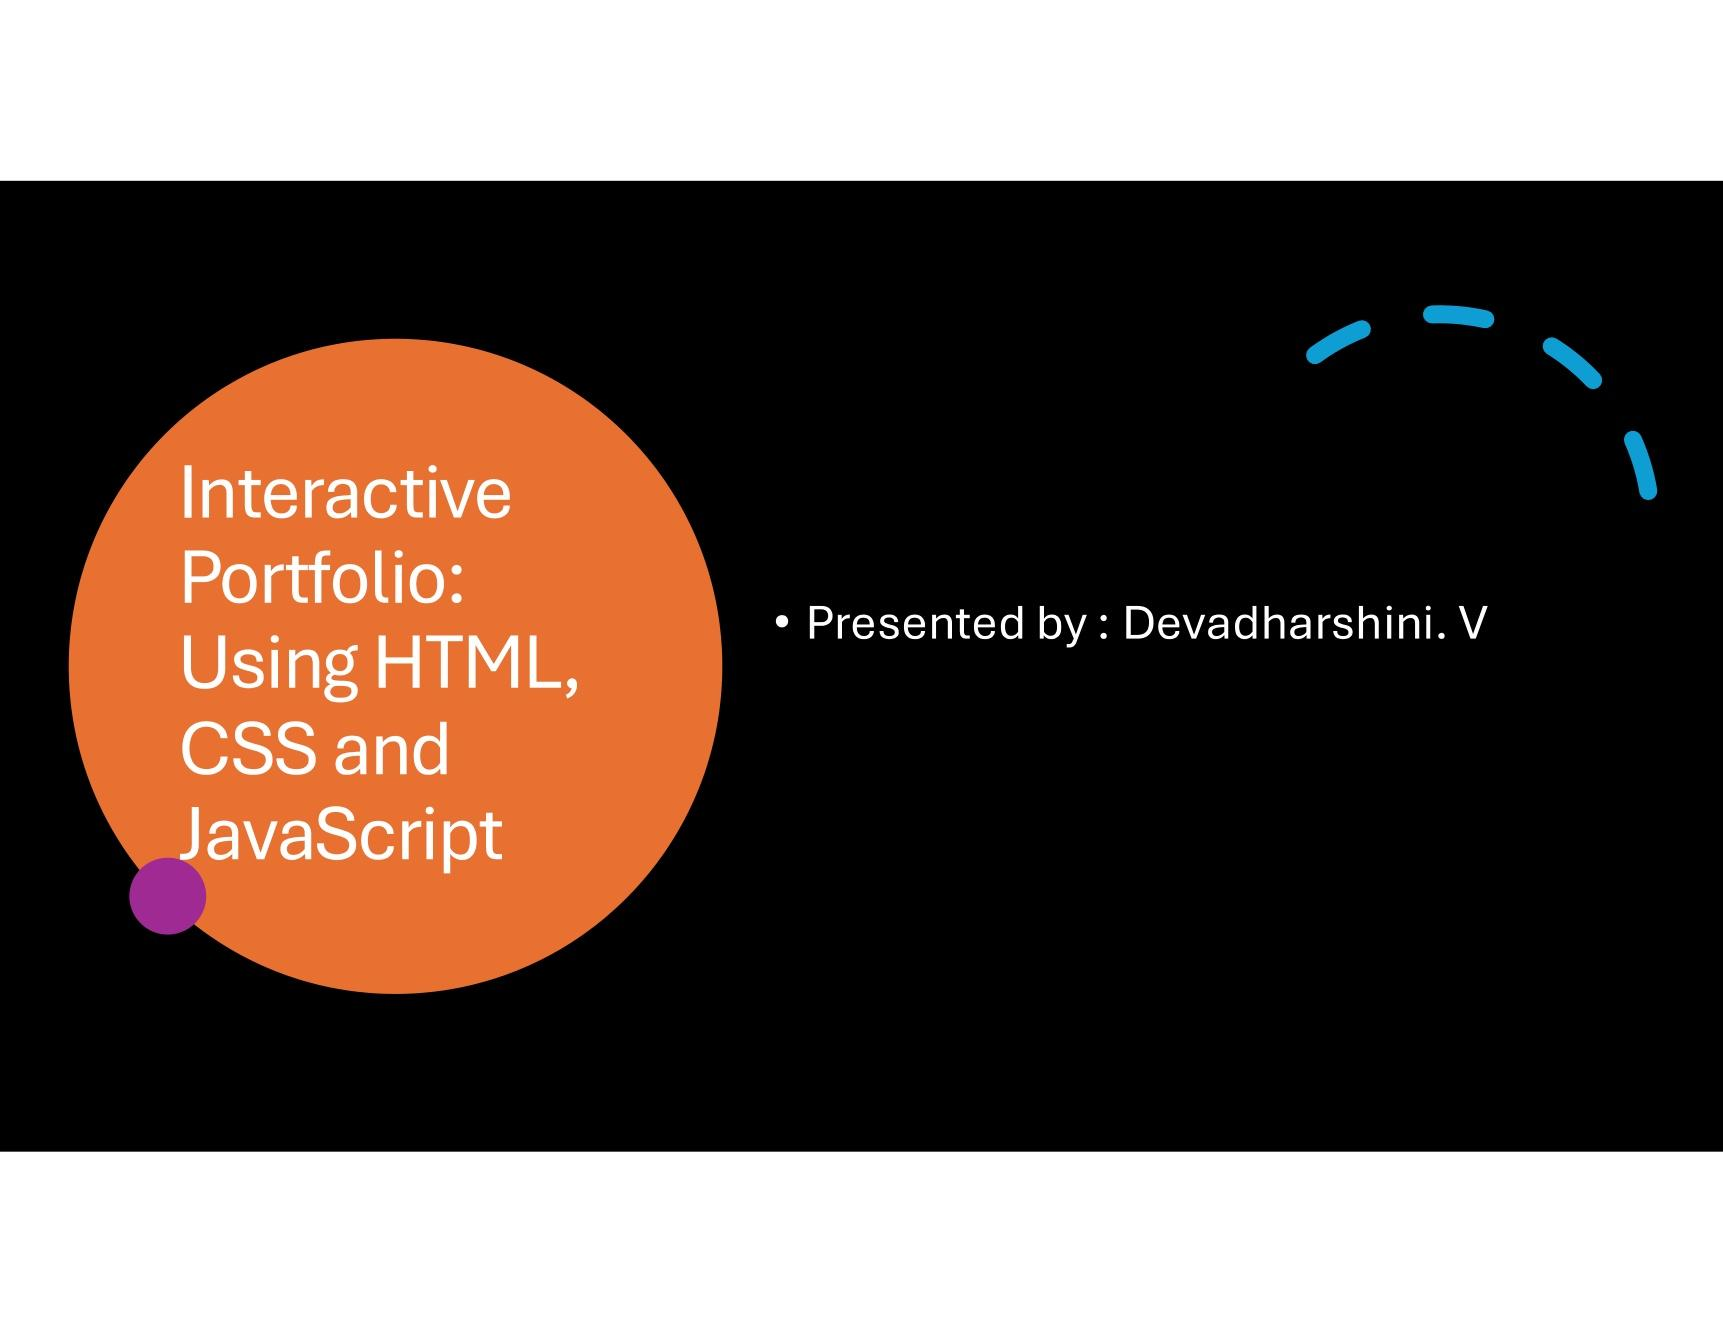 Interactive
Portfolio:
Using HTML,
CSS and
JavaScript
• Presented by : Devadharshini. V